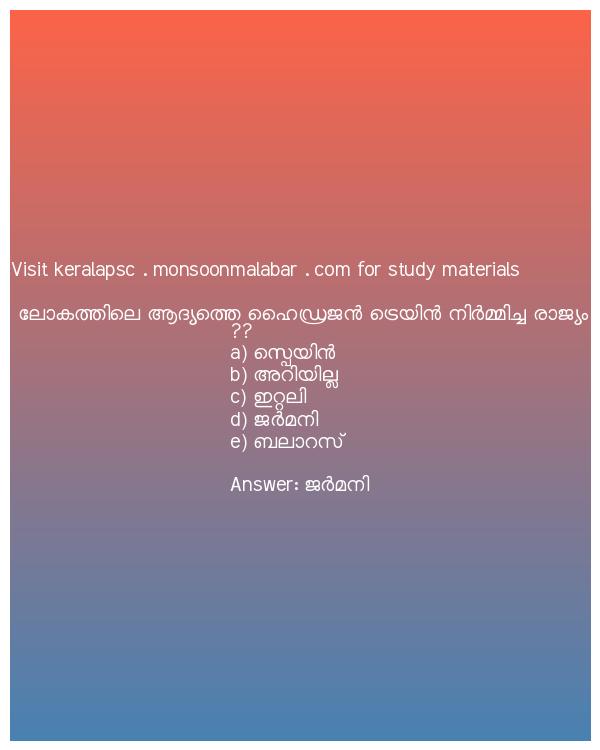 Visit keralapsc . monsoonmalabar . com for study materials
ലോകത്തിലെ ആദ്യത്തെ ഹൈഡ്രജൻ ട്രെയിൻ നിർമ്മിച്ച രാജ്യം
??
a) സ്പെയിൻ
b) അറിയില്ല
c) ഇറ്റലി
d) ജർമനി
e) ബലാറസ്
Answer: ജർമനി